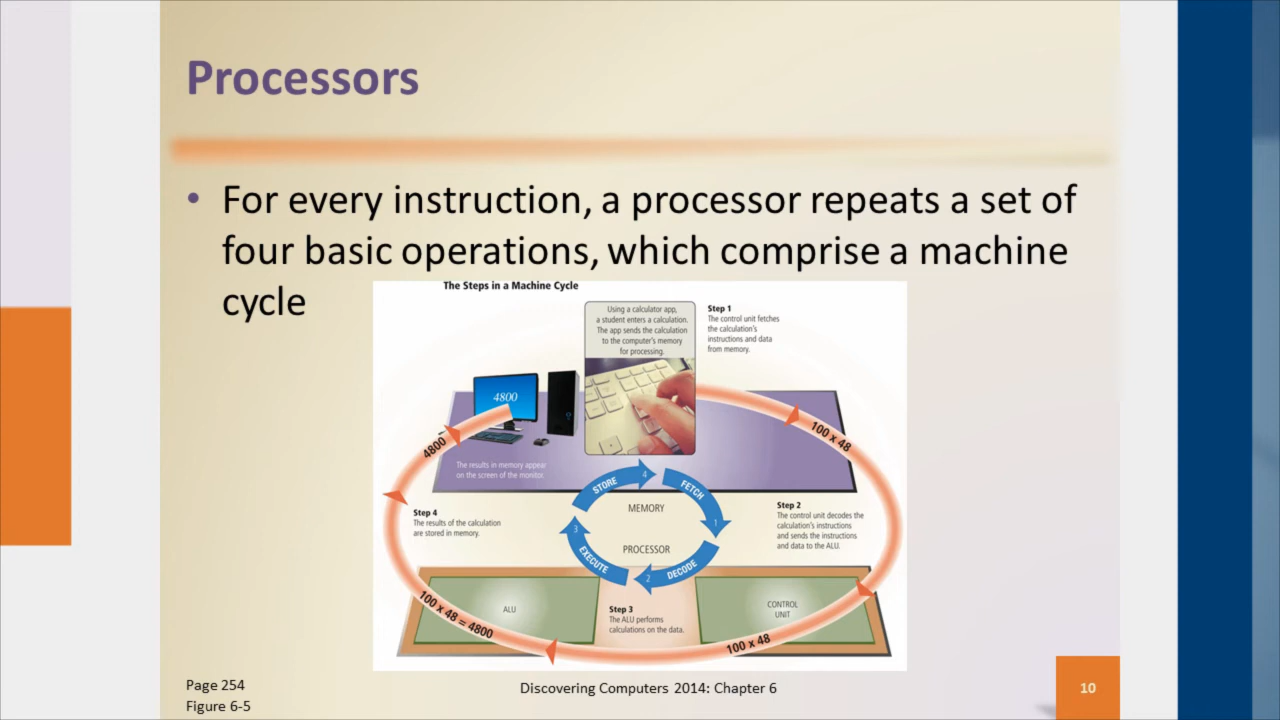 Processors
• For every instruction, a processor repeats a set of
four basic operations, which comprise a machine
cycle
The Steps in a Machine Cycle
Using a calculator app,
a student enters a calculation.
The app sends the calculation
to the computer's memory
for processing.
Step 1
The control unit fetches
the calculation's
instructions and data
from memory.
4800
4800
100 x 48
The results in memory appear
on the screen of the monitor.
STORE
4
FETCH
MEMORY
1
Step 4
The results of the calculation
are stored in memory.
Step 2
The control unit decodes the
calculation's instructions
and sends the instructions
and data to the ALU.
3
EXECUTE
PROCESSOR
2
DECODE
ALU
100 x 48 = 4800
Step 3
The ALU performs
calculations on the data.
CONTROL
UNIT
100 x 48
Page 254
Figure 6-5
Discovering Computers 2014: Chapter 6
10